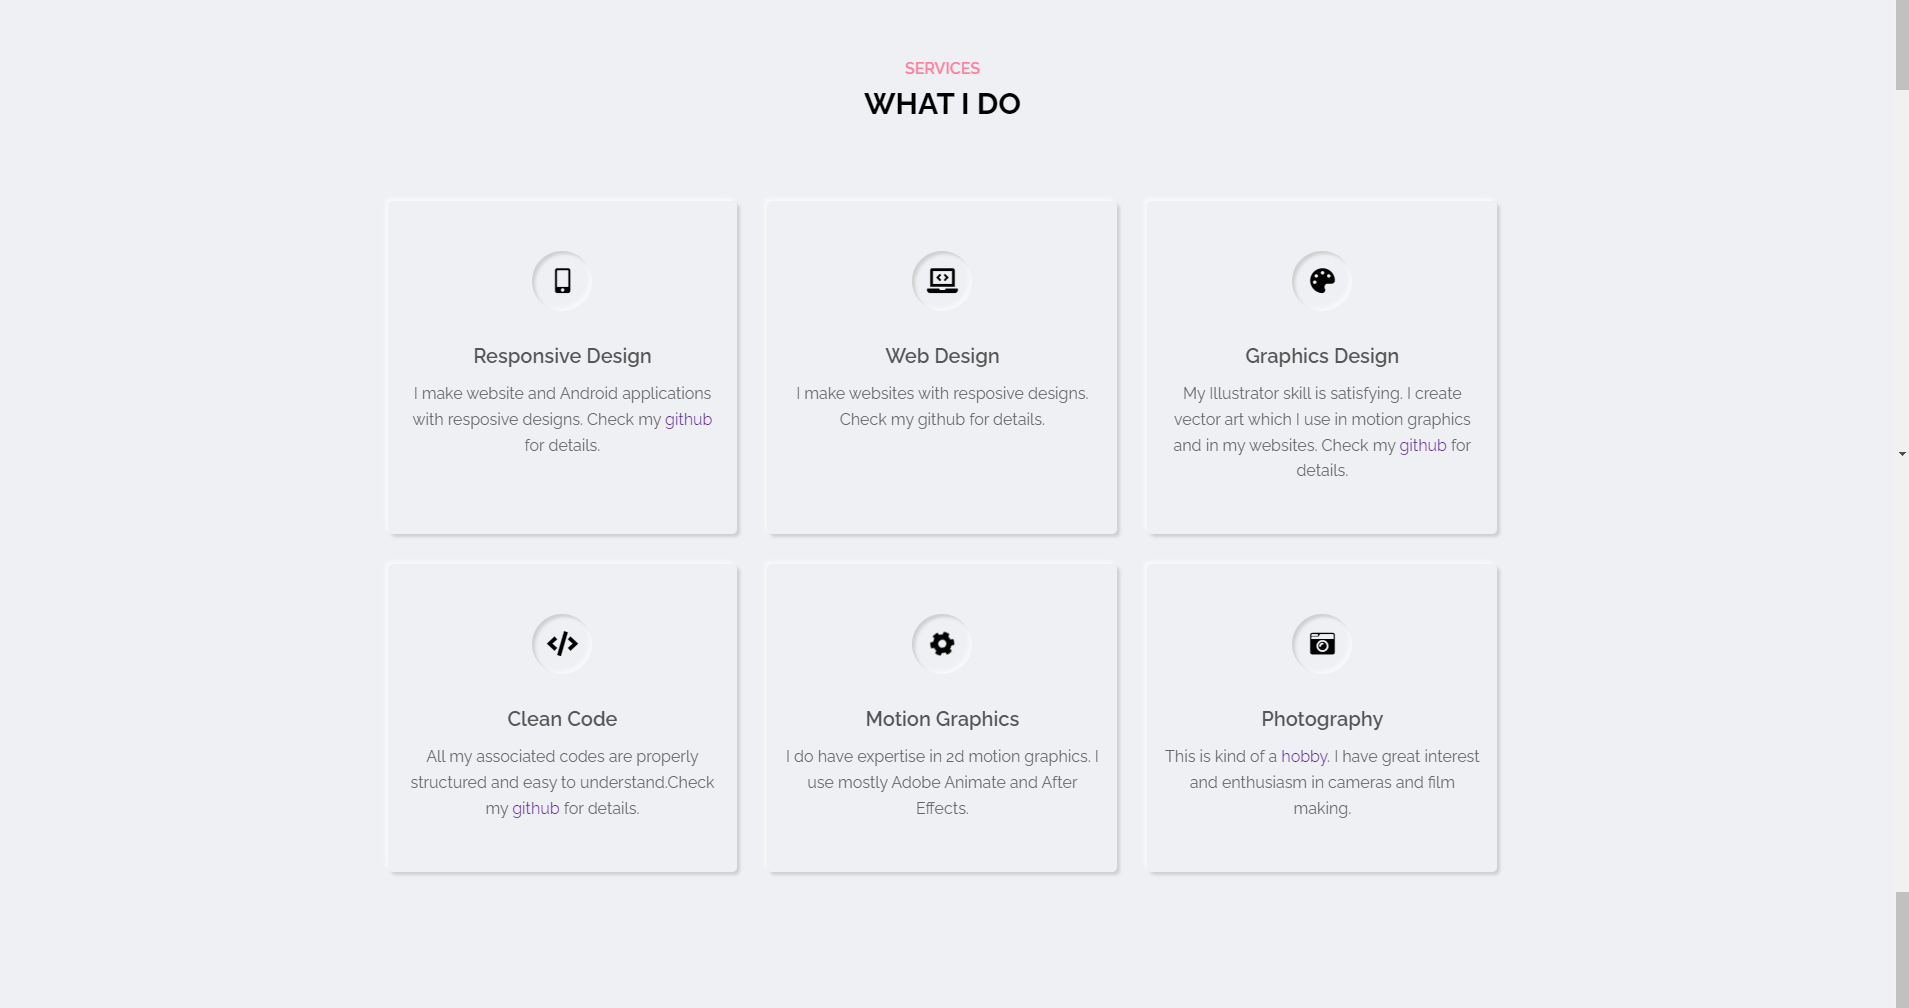 SERVICES
WHAT I DO
Responsive Design
I make website and Android applications
with resposive designs. Check my github
for details.
Web Design
I make websites with resposive designs.
Check my github for details.
Graphics Design
My Illustrator skill is satisfying. I create
vector art which I use in motion graphics
and in my websites. Check my github for
details.
Clean Code
All my associated codes are properly
structured and easy to understand.Check
my github for details.
Motion Graphics
I do have expertise in 2d motion graphics. I
use mostly Adobe Animate and After
Effects.
Photography
This is kind of a hobby. I have great interest
and enthusiasm in cameras and film
making.